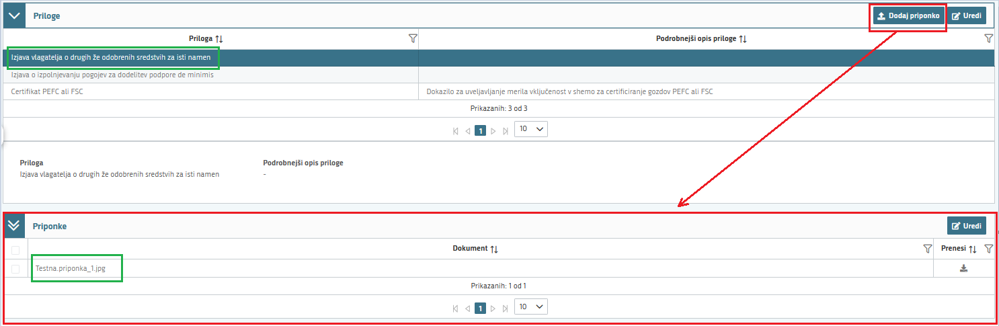 Priloge
Dodaj priponko
Uredi
Priloga
Podrobnejši opis priloge
Izjava vlagatelja o drugih že odobrenih sredstvih za isti namen
Izjava o izpolnjevanju pogojev za dodelitev podpore de minimis
Certifikat PEFC ali FSC
Dokazilo za uveljavljanje merila vključenost v shemo za certificiranje gozdov PEFC ali FSC
Prikazanih: 3 od 3
1
10
Priloga
Podrobnejši opis priloge
Izjava vlagatelja o drugih že odobrenih sredstvih za isti namen
-
Priponke
Uredi
Dokument
Prenesi
Testna.priponka_1.jpg
Prikazanih: 1 od 1
1
10